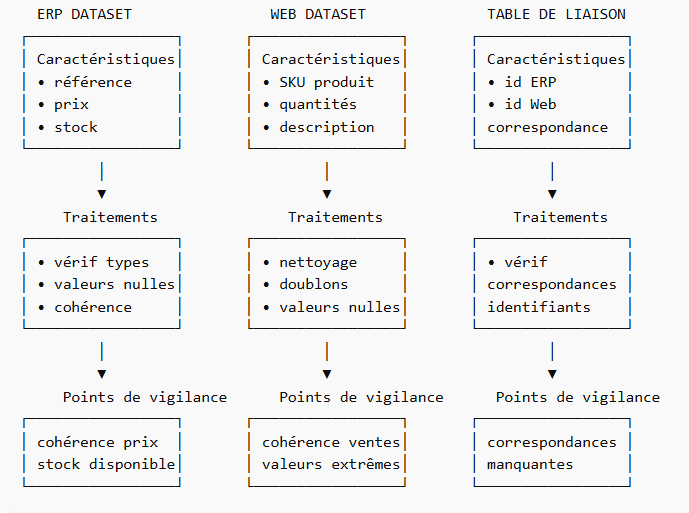 ERP DATASET
Caractéristiques
• référence
• prix
• stock
Traitements
• vérif types
• valeurs nulles
• cohérence
Points de vigilance
cohérence prix
stock disponible
WEB DATASET
Caractéristiques
• SKU produit
• quantités
• description
Traitements
• nettoyage
• doublons
• valeurs nulles
Points de vigilance
cohérence ventes
valeurs extrêmes
TABLE DE LIAISON
Caractéristiques
• id ERP
• id Web
correspondance
Traitements
• vérif
correspondances
identifiants
Points de vigilance
correspondances
manquantes